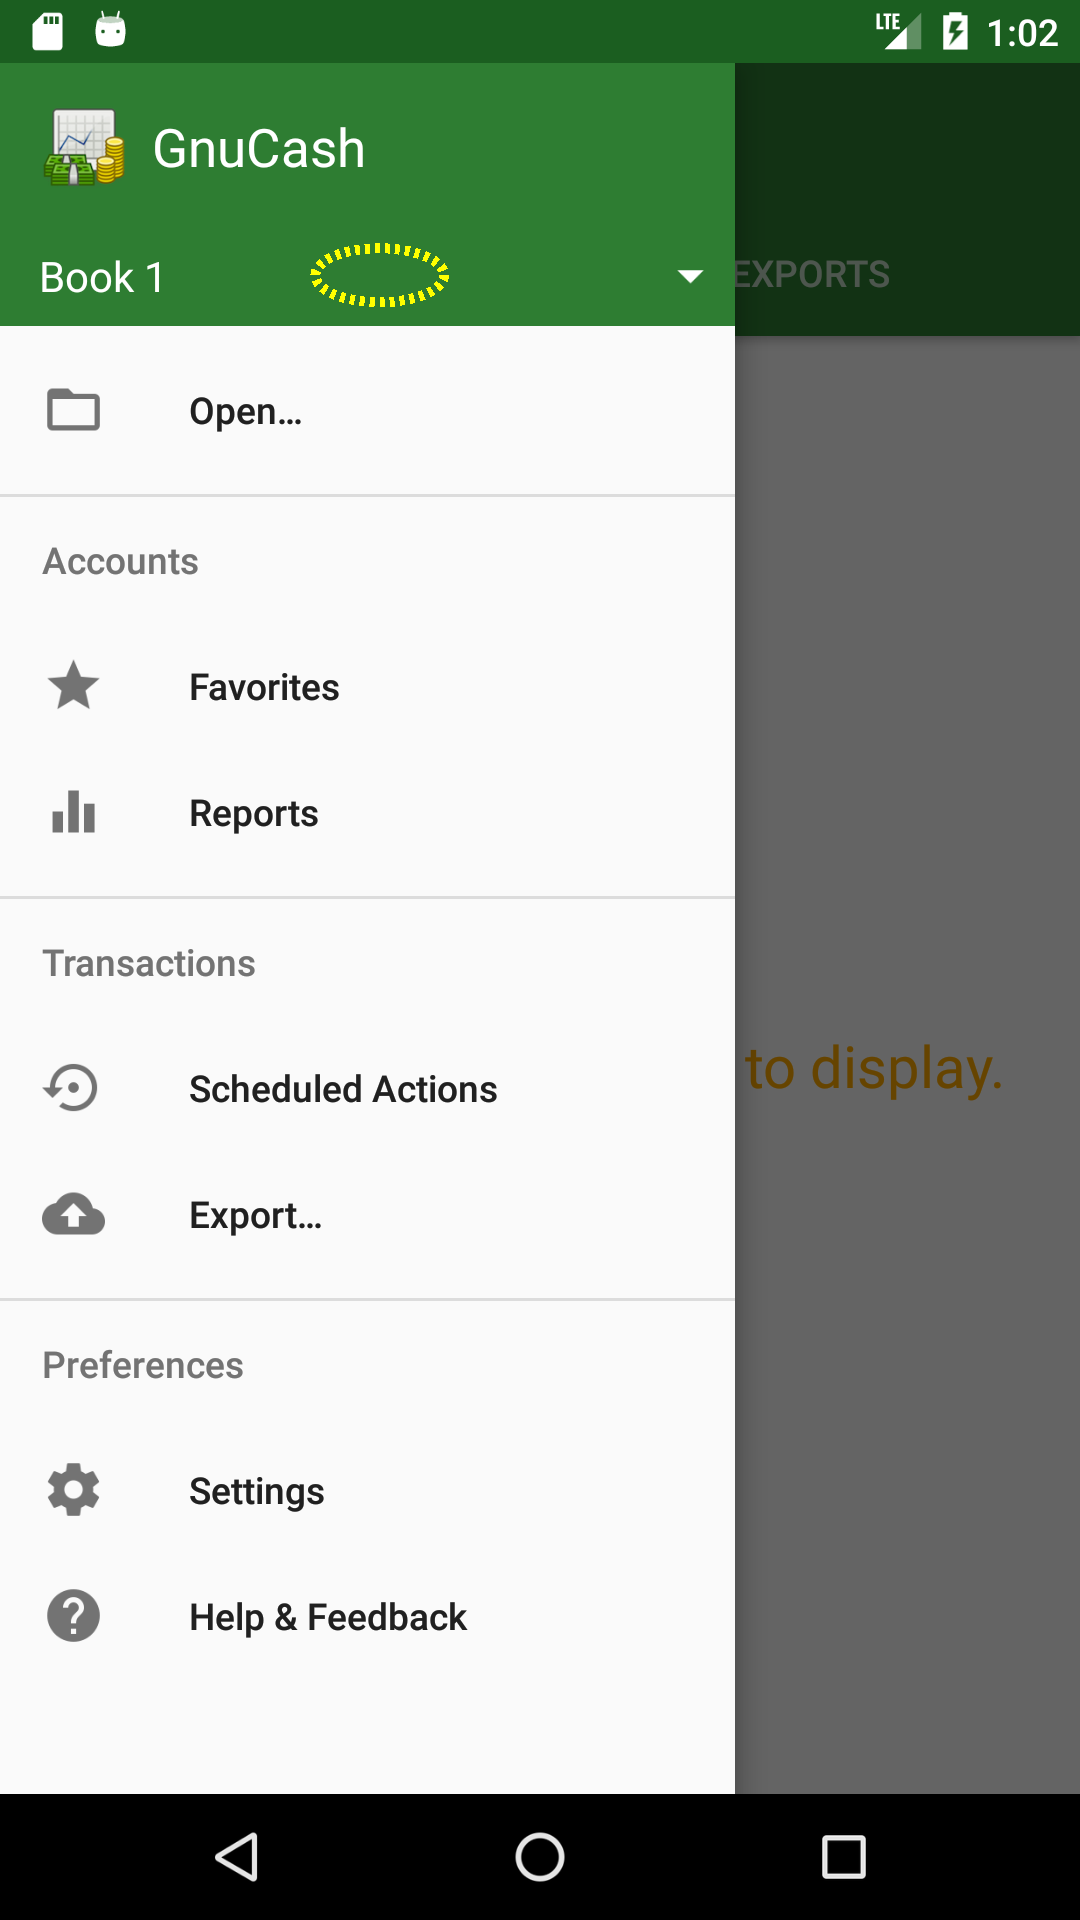 LTE 1:02
GnuCash
Book 1
EXPORTS
Open...
Accounts
Favorites
Reports
Transactions
to display.
Scheduled Actions
Export...
Preferences
Settings
Help & Feedback